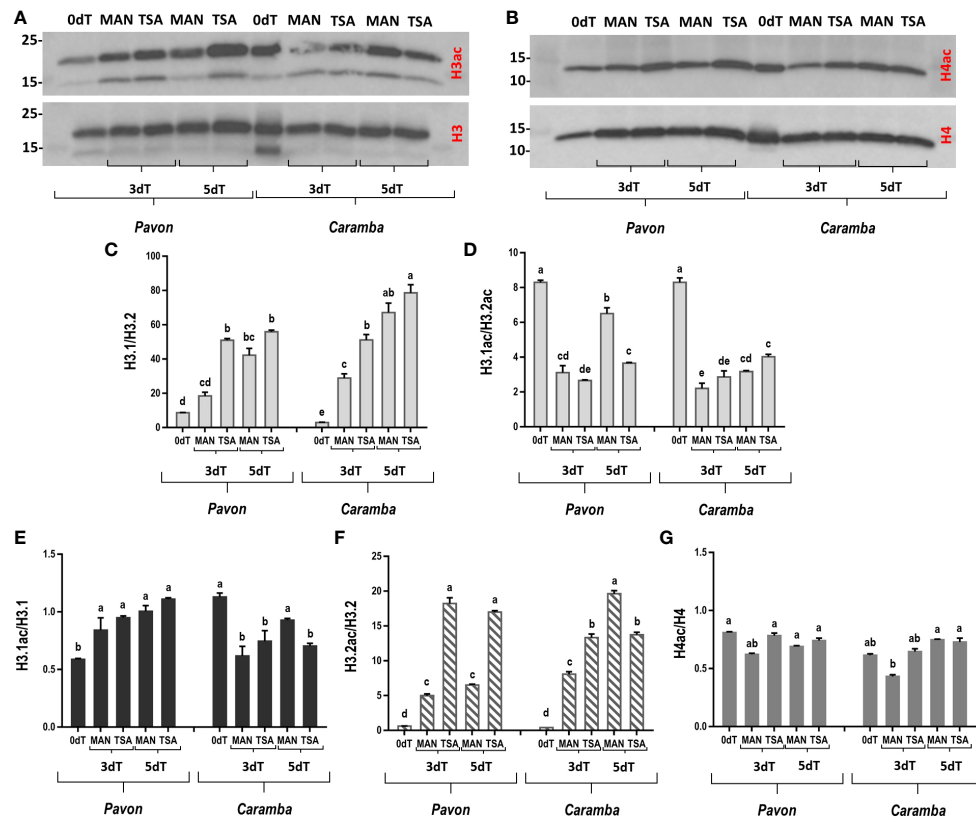 A
0dT MAN TSA MAN TSA 0dT MAN TSA MAN TSA
25-
15-
H3ac
25-
15-
H3
3dT 5dT 3dT 5dT
Pavon Caramba
B
0dT MAN TSA MAN TSA 0dT MAN TSA MAN TSA
15-
10-
H4ac
15-
10-
H4
3dT 5dT 3dT 5dT
Pavon Caramba
C
H3.1/H3.2
100
80
60
40
20
0
d cd b bc b e c b ab a
0dT MAN TSA MAN TSA 0dT MAN TSA MAN TSA
3dT 5dT 3dT 5dT
Pavon Caramba
D
H3.1ac/H3.2ac
8
6
4
2
0
a cd de b c a e de cd c
0dT MAN TSA MAN TSA 0dT MAN TSA MAN TSA
3dT 5dT 3dT 5dT
Pavon Caramba
E
H3.1ac/H3.1
1.5
1.0
0.5
0.0
b a a a a a b b a b
0dT MAN TSA MAN TSA 0dT MAN TSA MAN TSA
3dT 5dT 3dT 5dT
Pavon Caramba
F
H3.2ac/H3.2
25
20
15
10
5
0
d c a c a d c b a b
0dT MAN TSA MAN TSA 0dT MAN TSA MAN TSA
3dT 5dT 3dT 5dT
Pavon Caramba
G
H4ac/H4
1.5
1.0
0.5
0.0
a ab a a a ab b ab a a
0dT MAN TSA MAN TSA 0dT MAN TSA MAN TSA
3dT 5dT 3dT 5dT
Pavon Caramba